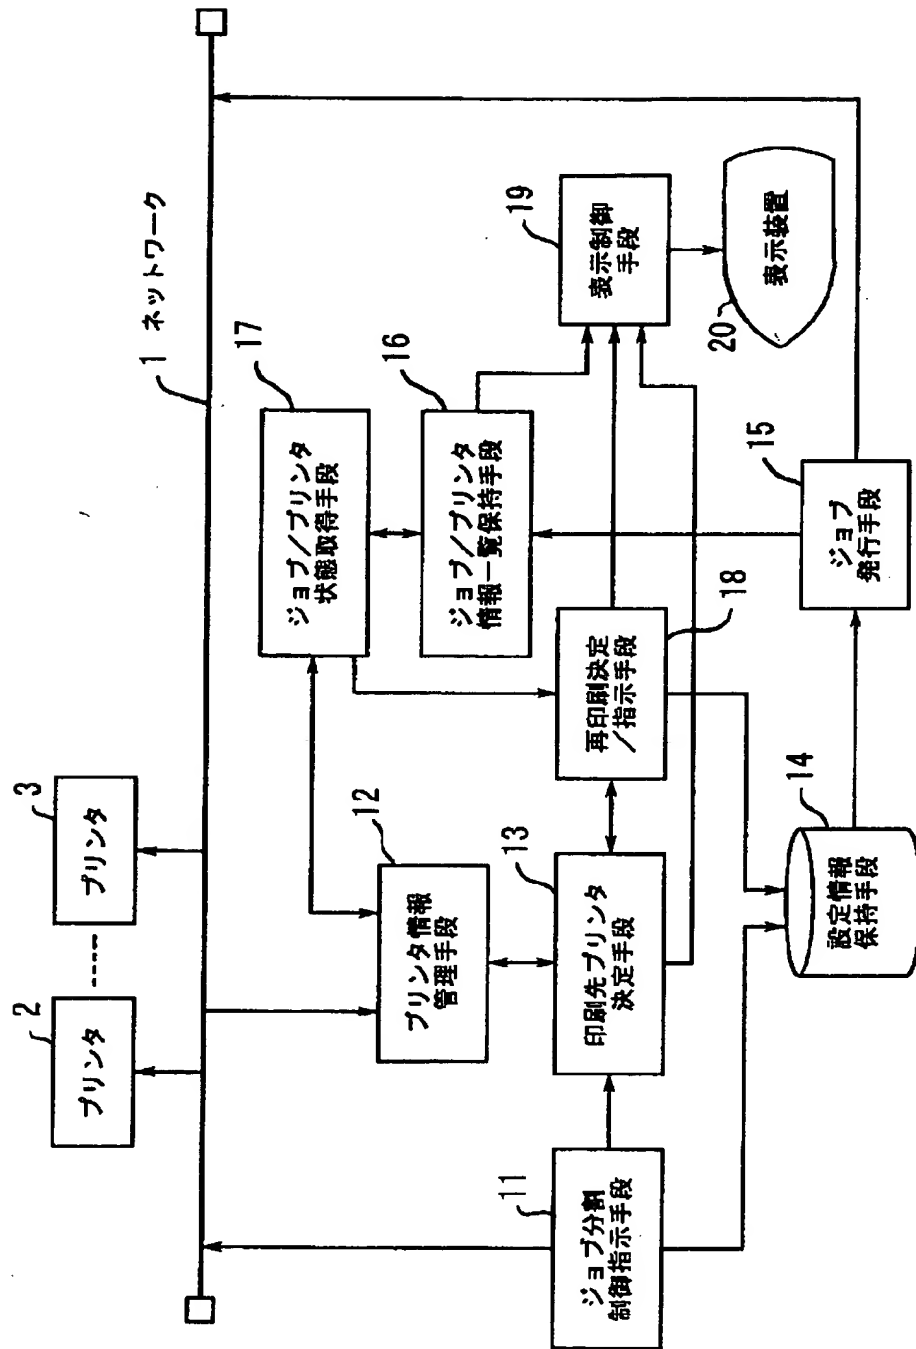 2
プリンタ
3
プリンタ
1 ネットワーク
11
ジョブ分割
制御指示手段
12
プリンタ情報
管理手段
13
印刷先プリンタ
決定手段
17
ジョブ/プリンタ
状態取得手段
16
ジョブ/プリンタ
情報一覧保持手段
18
再印刷決定
/指示手段
19
表示制御
手段
20
表示装置
14
設定情報
保持手段
15
ジョブ
発行手段